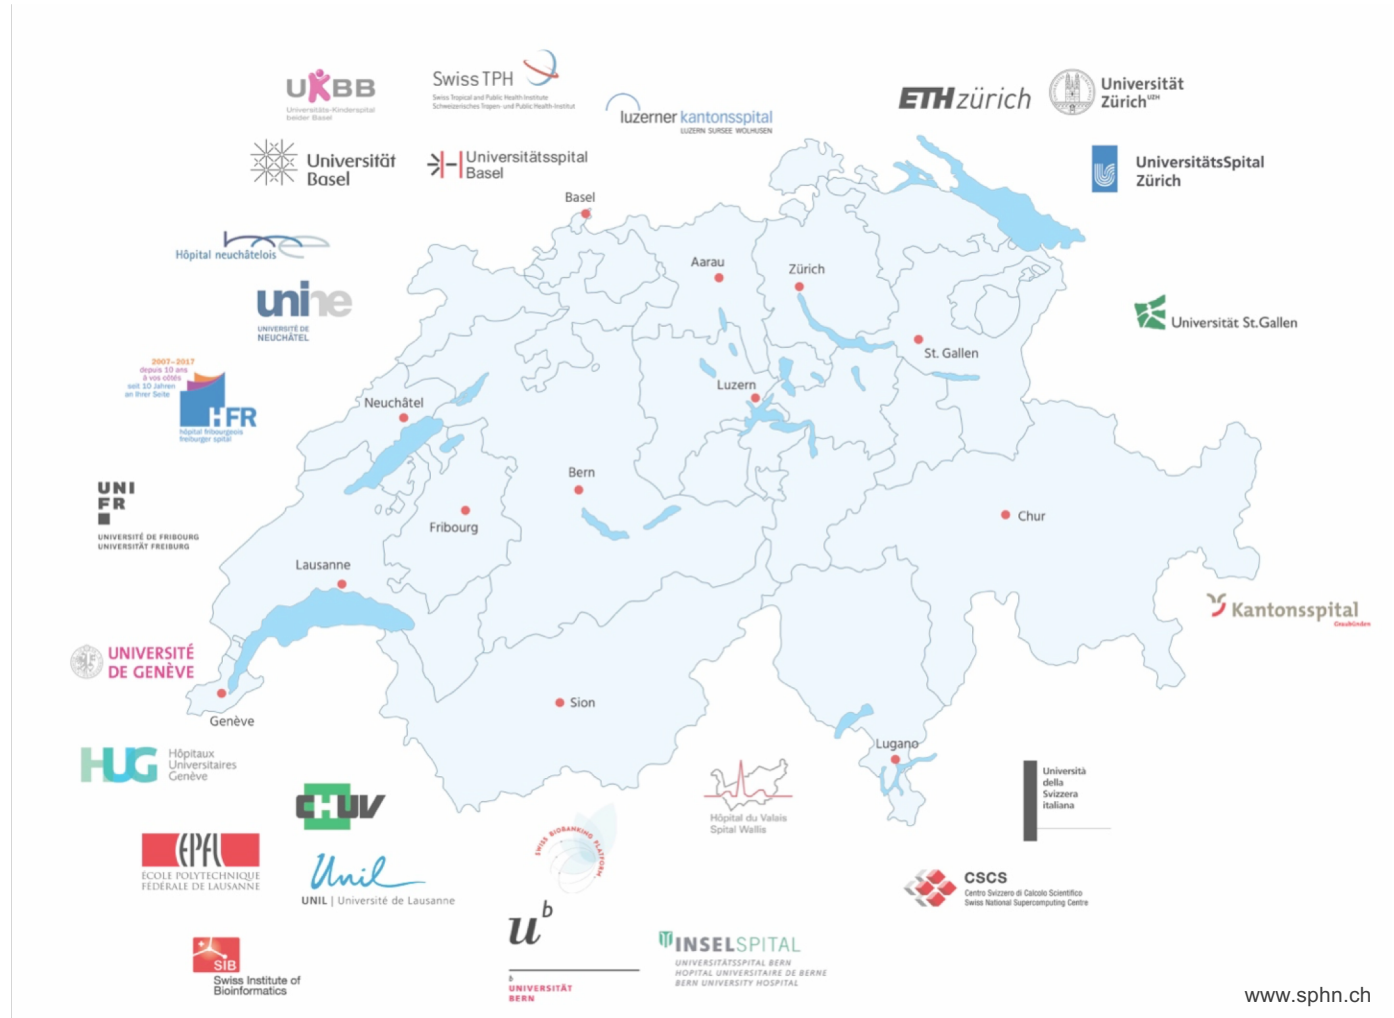 UKBB
Universitäts-Kinderspital
beider Basel
Swiss TPH
Swiss Tropical and Public Health Institute
Schweizerisches Tropen- und Public Health-Institut
luzerner kantonsspital
LUZERN SURSEE WOLHUSEN
ETH zürich
Universität
Zürich UZH
Universität
Basel
Universitätsspital
Basel
UniversitätsSpital
Zürich
Basel
Hôpital neuchâtelois
Aarau
Zürich
unine
UNIVERSITÉ DE
NEUCHÂTEL
Universität St.Gallen
St. Gallen
2007–2017
depuis 10 ans
à vos côtés
seit 10 Jahren
an Ihrer Seite
HFR
hôpital fribourgeois
freiburger spital
Luzern
Neuchâtel
Bern
UNI
FR
UNIVERSITÉ DE FRIBOURG
UNIVERSITÄT FREIBURG
Fribourg
Chur
Lausanne
Kantonsspital
Graubünden
UNIVERSITÉ
DE GENÈVE
Genève
Sion
Lugano
HUG
Hôpitaux
Universitaires
Genève
CHUV
Hôpital du Valais
Spital Wallis
Università
della
Svizzera
italiana
SWISS BIOBANKING PLATFORM
EPFL
ÉCOLE POLYTECHNIQUE
FÉDÉRALE DE LAUSANNE
Unil
UNIL | Université de Lausanne
CSCS
Centro Svizzero di Calcolo Scientifico
Swiss National Supercomputing Centre
u b
b
UNIVERSITÄT
BERN
INSELSPITAL
UNIVERSITÄTSSPITAL BERN
HOPITAL UNIVERSITAIRE DE BERNE
BERN UNIVERSITY HOSPITAL
SIB
Swiss Institute of
Bioinformatics
www.sphn.ch